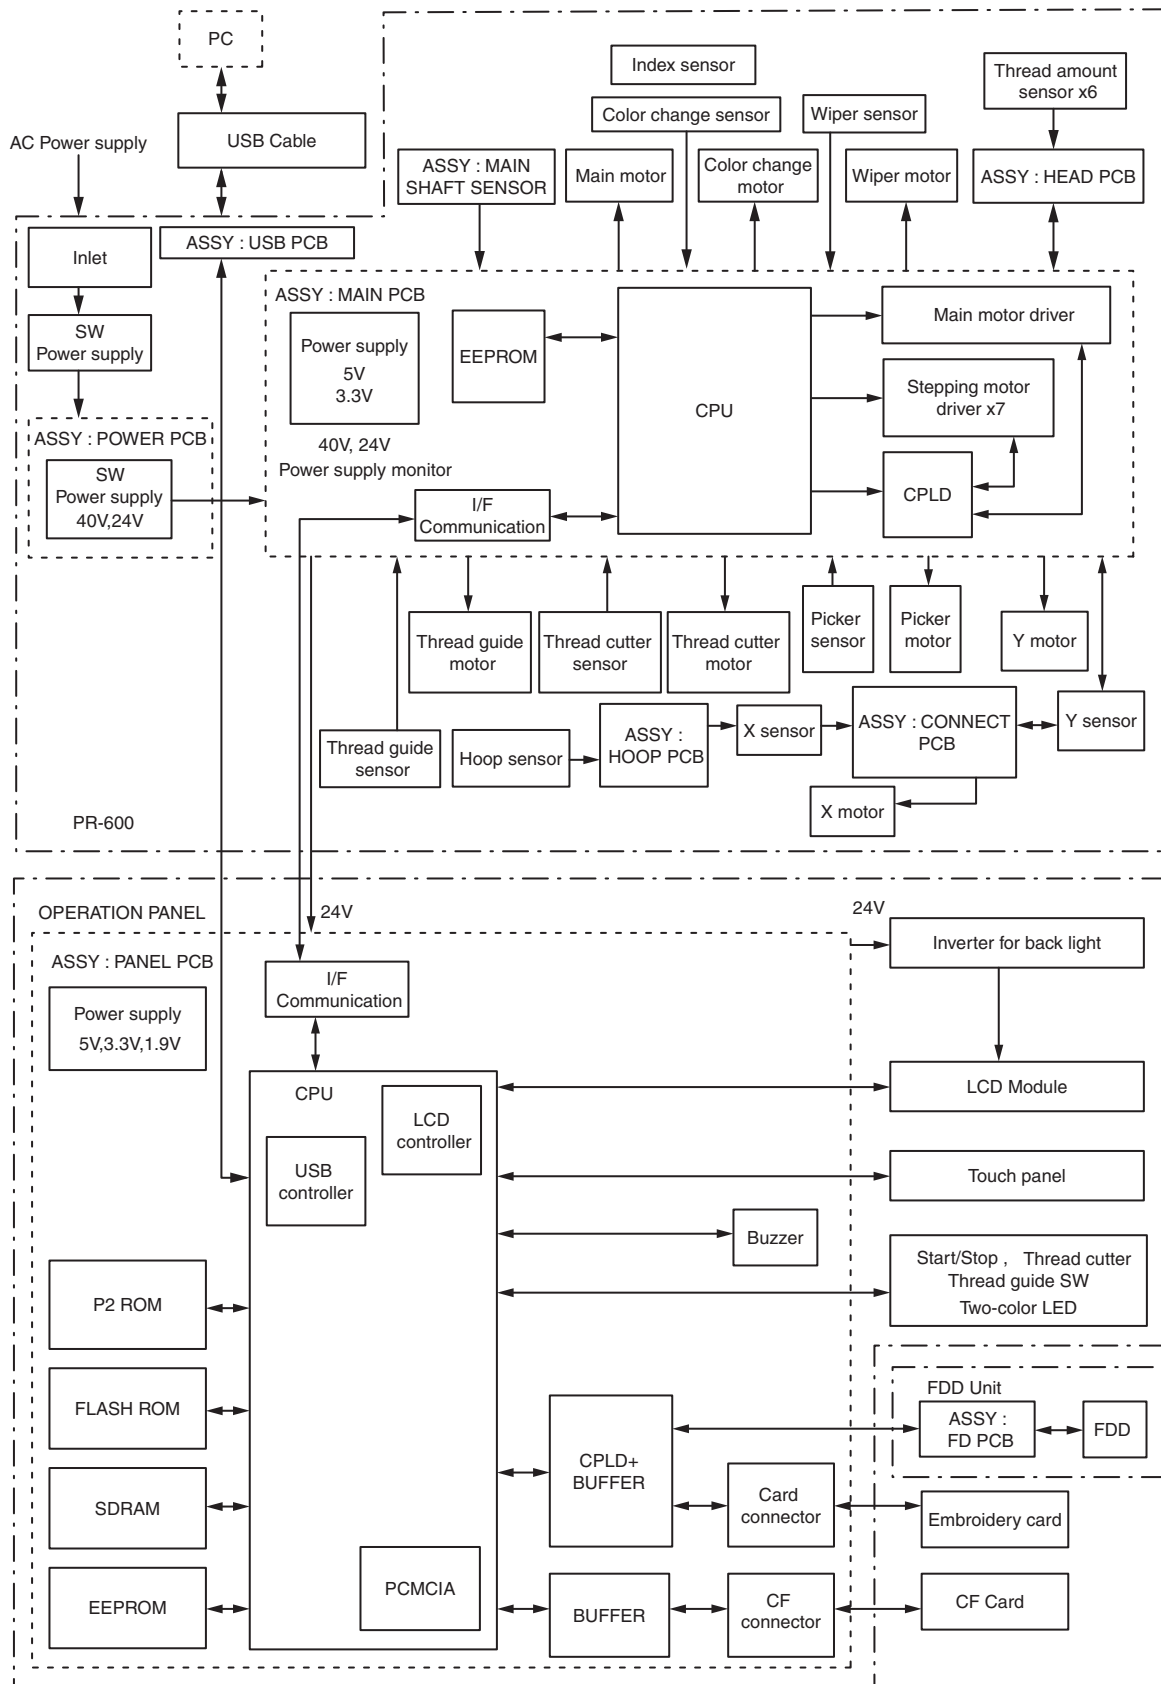 PC
Index sensor
Thread amount
sensor x6
Color change sensor
Wiper sensor
USB Cable
AC Power supply
ASSY : MAIN
SHAFT SENSOR
Main motor
Color change
motor
Wiper motor
ASSY : HEAD PCB
ASSY : USB PCB
Inlet
SW
Power supply
ASSY : POWER PCB
SW
Power supply
40V,24V
ASSY : MAIN PCB
Power supply
5V
3.3V
40V, 24V
Power supply monitor
EEPROM
CPU
Main motor driver
Stepping motor
driver x7
CPLD
I/F
Communication
Thread guide
motor
Thread cutter
sensor
Thread cutter
motor
Picker
sensor
Picker
motor
Y motor
Thread guide
sensor
Hoop sensor
ASSY :
HOOP PCB
X sensor
ASSY : CONNECT
PCB
Y sensor
X motor
PR-600
OPERATION PANEL
24V
24V
ASSY : PANEL PCB
Power supply
5V,3.3V,1.9V
I/F
Communication
Inverter for back light
CPU
LCD
controller
USB
controller
LCD Module
Touch panel
Buzzer
Start/Stop , Thread cutter
Thread guide SW
Two-color LED
P2 ROM
FLASH ROM
SDRAM
EEPROM
PCMCIA
CPLD+
BUFFER
BUFFER
Card
connector
CF
connector
FDD Unit
ASSY :
FD PCB
FDD
Embroidery card
CF Card